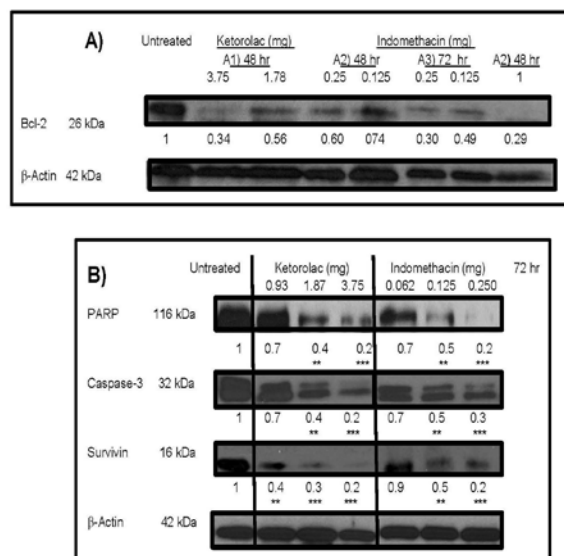 A)
Untreated Ketorolac (mg) Indomethacin (mg)
A1) 48 hr A2) 48 hr A3) 72 hr A2) 48 hr
3.75 1.78 0.25 0.125 0.25 0.125 1
Bcl-2 26 kDa
1 0.34 0.56 0.60 074 0.30 0.49 0.29
β-Actin 42 kDa
B)
Untreated Ketorolac (mg) Indomethacin (mg) 72 hr
0.93 1.87 3.75 0.062 0.125 0.250
PARP 116 kDa
1 0.7 0.4 0.2 0.7 0.5 0.2
** *** ** ***
Caspase-3 32 kDa
1 0.7 0.4 0.2 0.7 0.5 0.3
** *** ** ***
Survivin 16 kDa
1 0.4 0.3 0.2 0.9 0.5 0.2
** *** *** ** ***
β-Actin 42 kDa